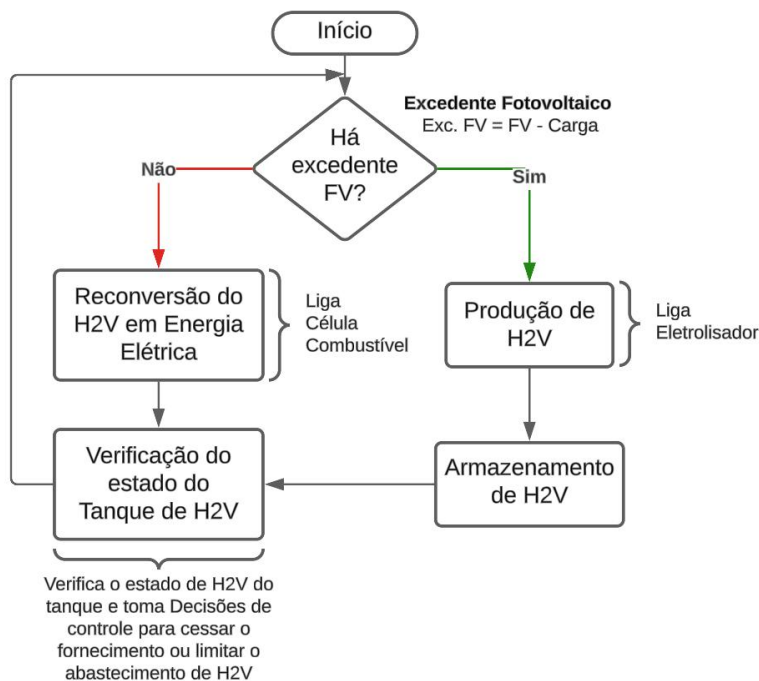 Início
Excedente Fotovoltaico
Exc. FV = FV - Carga
Há
excedente
FV?
Não
Sim
Reconversão do
H2V em Energia
Elétrica
Liga
Célula
Combustível
Produção de
H2V
Liga
Eletrolisador
Verificação do
estado do
Tanque de H2V
Armazenamento
de H2V
Verifica o estado de H2V do
tanque e toma Decisões de
controle para cessar o
fornecimento ou limitar o
abastecimento de H2V